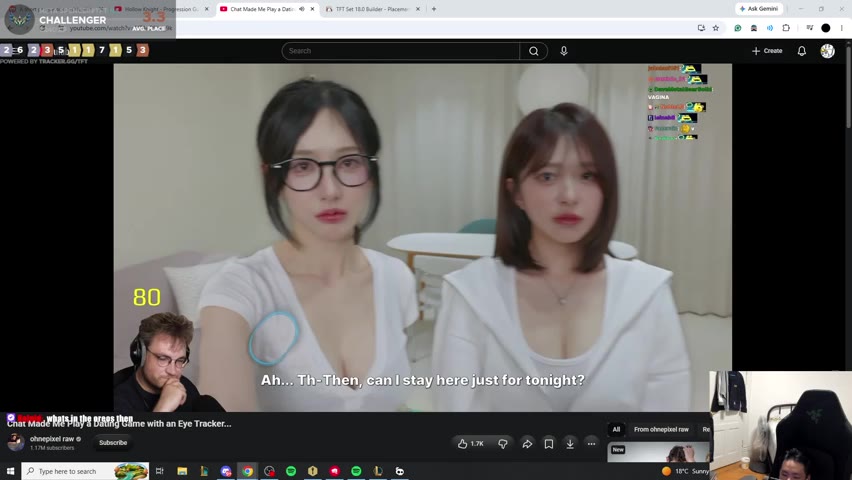 CHALLENGER
3.3
AVG. PLACE
Hollow Knight - Progression G
Chat Made Me Play a Dating
TFT Set 18.0 Builder - Placeme
Ask Gemini
youtube.com/watch?v
2 6 2 3 5 1 1 7 1 5 3
POWERED BY TRACKER.GG/TFT
Search
Create
VAGINA
80
Ah... Th-Then, can I stay here just for tonight?
whats in the oreos then
Chat Made Me Play a Dating Game with an Eye Tracker...
ohnepixel raw
1.17M subscribers
Subscribe
1.7K
All
From ohnepixel raw
Re
New
Type here to search
18°C Sunny